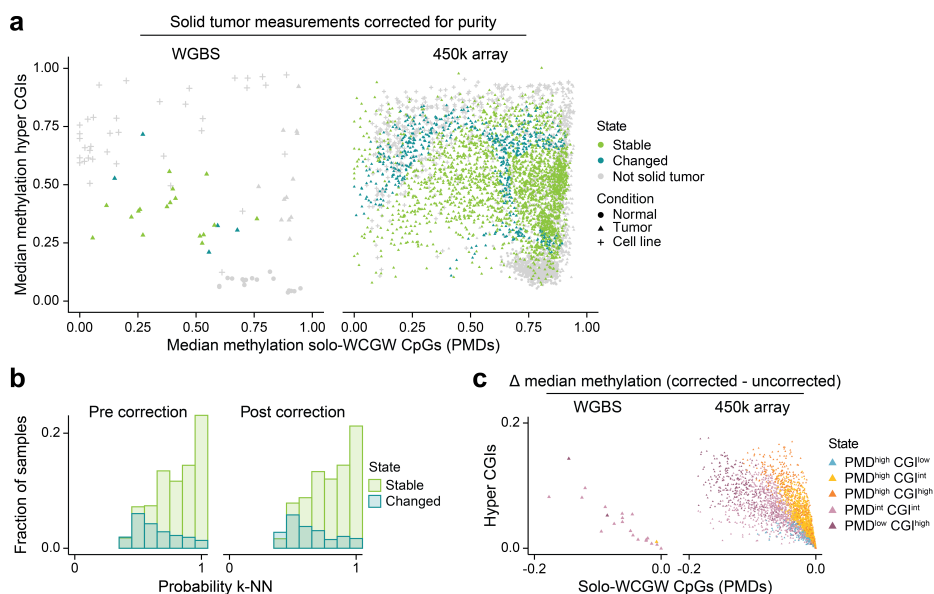 a
Solid tumor measurements corrected for purity
WGBS
450k array
Median methylation hyper CGIs
1.00
0.75
0.50
0.25
0.00
0.00 0.25 0.50 0.75 1.00
0.00 0.25 0.50 0.75 1.00
Median methylation solo-WCGW CpGs (PMDs)
State
Stable
Changed
Not solid tumor
Condition
Normal
Tumor
Cell line
b
Pre correction
Post correction
Fraction of samples
0.2
0.0
0 1
0 1
Probability k-NN
State
Stable
Changed
c
Δ median methylation (corrected - uncorrected)
WGBS
450k array
Hyper CGIs
0.2
0.0
-0.2 0.0
-0.2 0.0
Solo-WCGW CpGs (PMDs)
State
PMDhigh CGIlow
PMDhigh CGIint
PMDhigh CGIhigh
PMDint CGIint
PMDlow CGIhigh